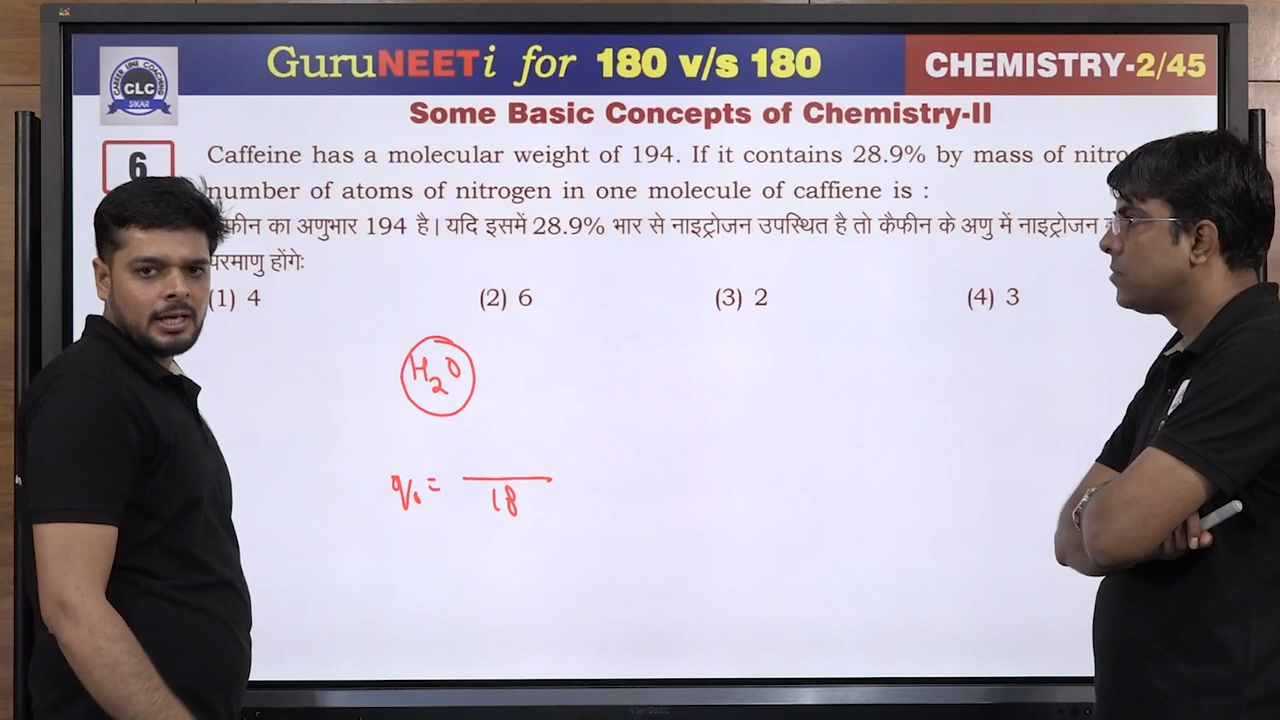 GuruNEETi for 180 v/s 180
CHEMISTRY-2/45
CAREER LINE COACHING
CLC
SIKAR
Some Basic Concepts of Chemistry-II
6
Caffeine has a molecular weight of 194. If it contains 28.9% by mass of nitro
number of atoms of nitrogen in one molecule of caffiene is :
फीन का अणुभार 194 है। यदि इसमें 28.9% भार से नाइट्रोजन उपस्थित है तो कैफीन के अणु में नाइट्रोजन
परमाणु होंगेः
(1) 4 (2) 6 (3) 2 (4) 3
H₂O
% = ___
18